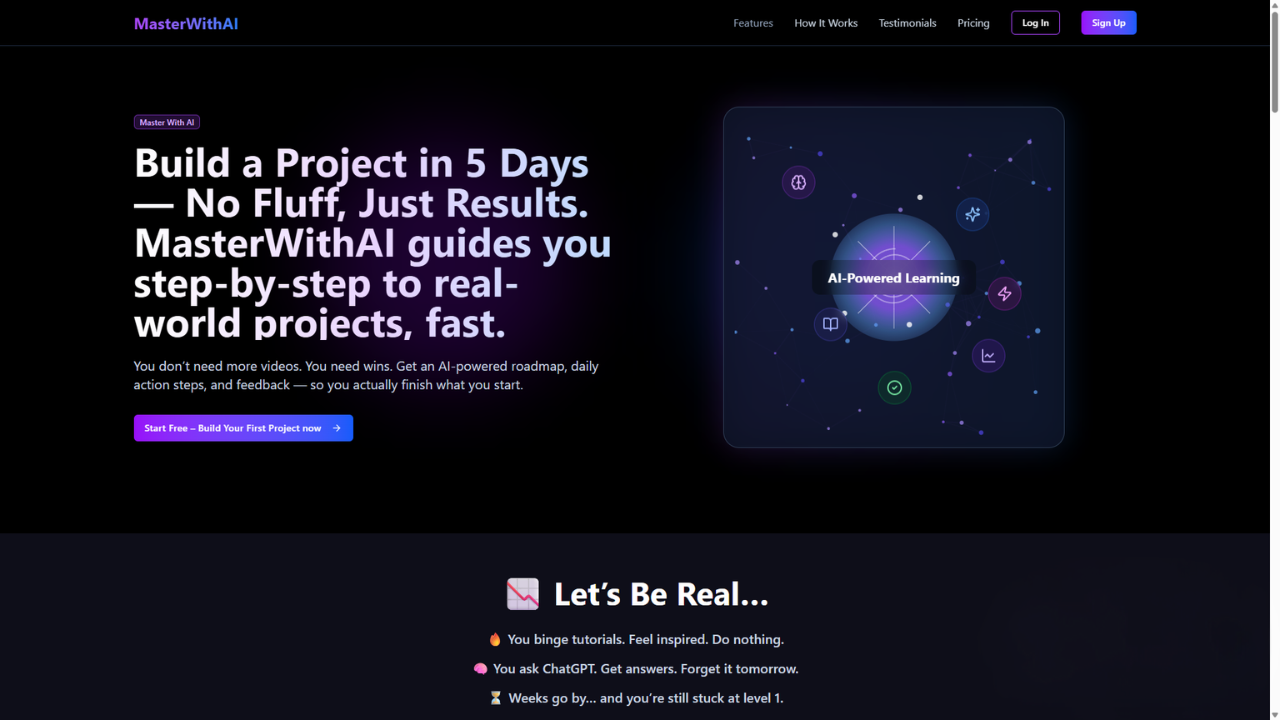 MasterWithAI
Features
How It Works
Testimonials
Pricing
Log In
Sign Up
Master With AI
Build a Project in 5 Days
— No Fluff, Just Results.
MasterWithAI guides you
step-by-step to real-
world projects, fast.
You don’t need more videos. You need wins. Get an AI-powered roadmap, daily
action steps, and feedback — so you actually finish what you start.
Start Free – Build Your First Project now →
AI-Powered Learning
📉 Let’s Be Real…
🔥 You binge tutorials. Feel inspired. Do nothing.
🧠 You ask ChatGPT. Get answers. Forget it tomorrow.
⏳ Weeks go by… and you’re still stuck at level 1.